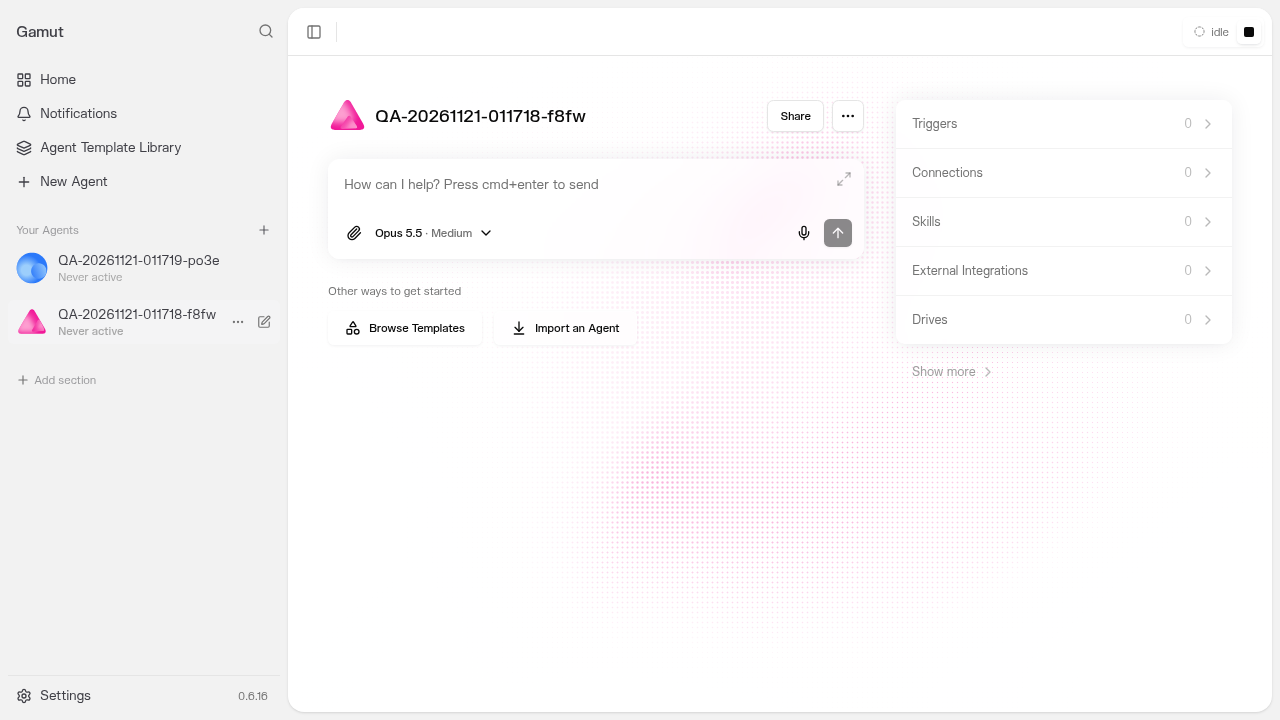 Gamut
Home
Notifications
Agent Template Library
New Agent
Your Agents
QA-20261121-011719-po3e
Never active
QA-20261121-011718-f8fw
Never active
Add section
Settings
0.6.16
idle
QA-20261121-011718-f8fw
Share
How can I help? Press cmd+enter to send
Opus 5.5 · Medium
Other ways to get started
Browse Templates
Import an Agent
Triggers 0
Connections 0
Skills 0
External Integrations 0
Drives 0
Show more